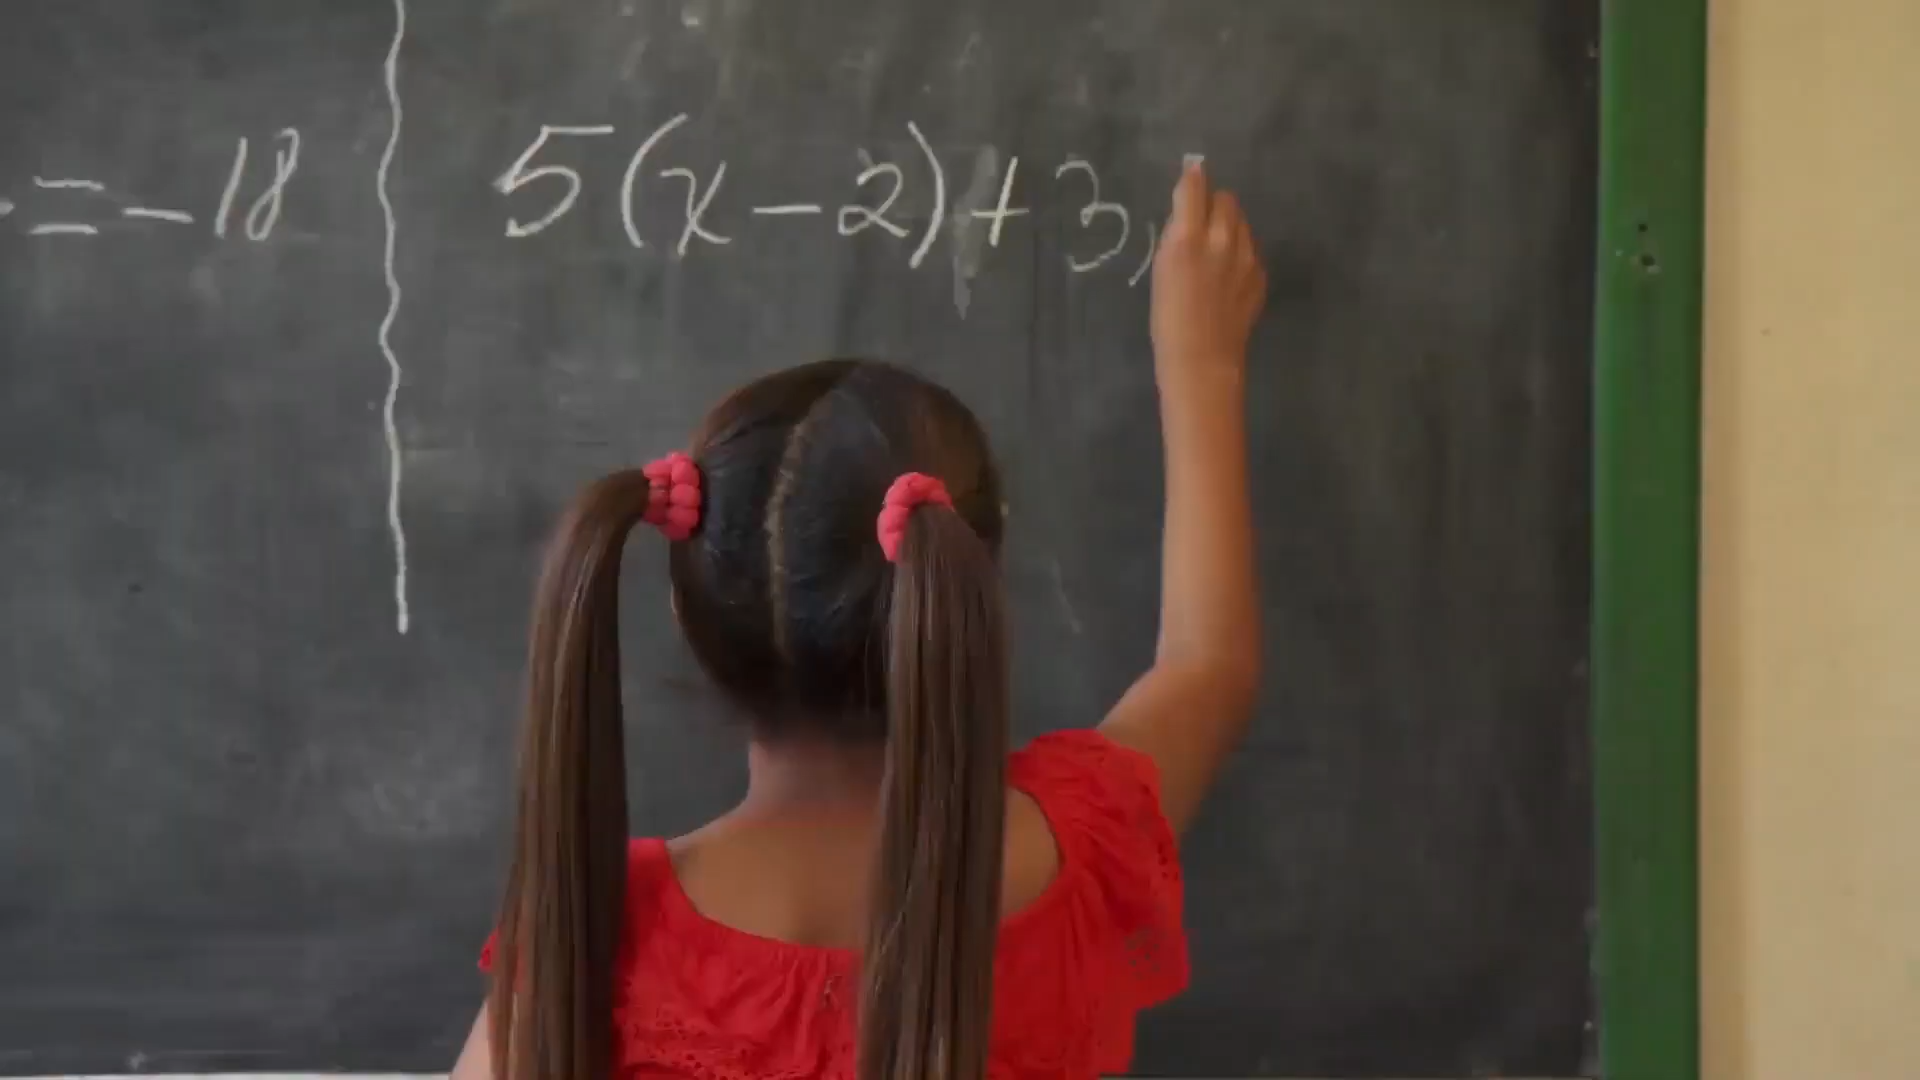 = -18
5(x-2)+3,